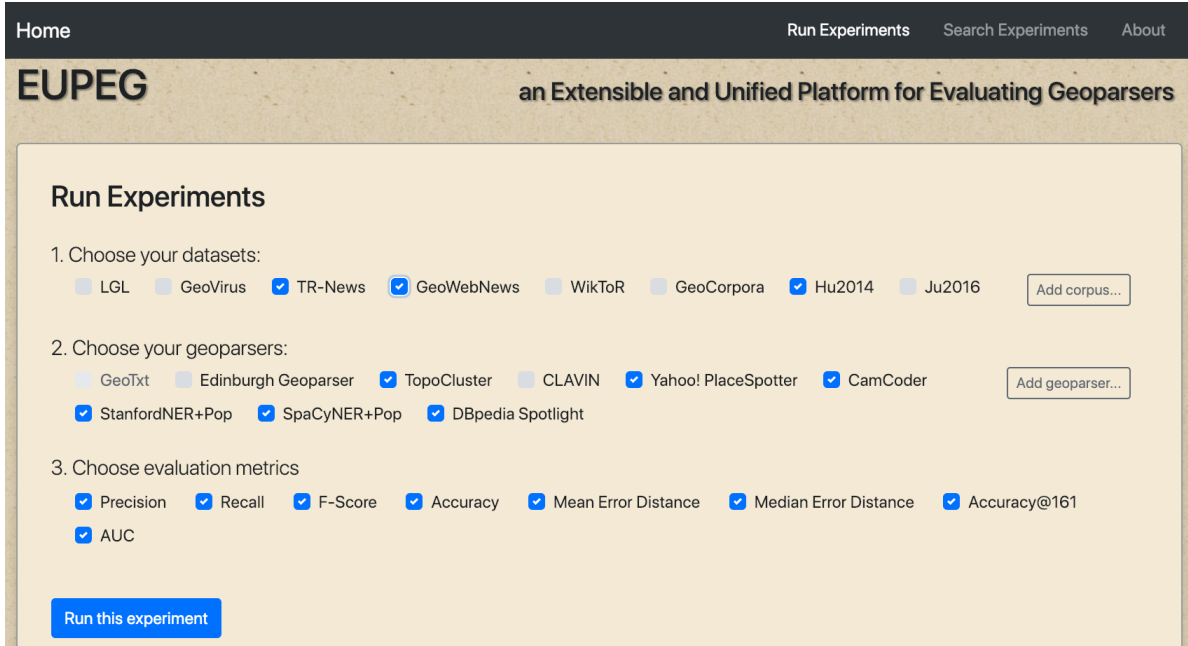 Home Run Experiments Search Experiments About
EUPEG an Extensible and Unified Platform for Evaluating Geoparsers
Run Experiments
1. Choose your datasets:
LGL GeoVirus TR-News GeoWebNews WikToR GeoCorpora Hu2014 Ju2016 Add corpus...
2. Choose your geoparsers:
GeoTxt Edinburgh Geoparser TopoCluster CLAVIN Yahoo! PlaceSpotter CamCoder Add geoparser...
StanfordNER+Pop SpaCyNER+Pop DBpedia Spotlight
3. Choose evaluation metrics
Precision Recall F-Score Accuracy Mean Error Distance Median Error Distance Accuracy@161
AUC
Run this experiment